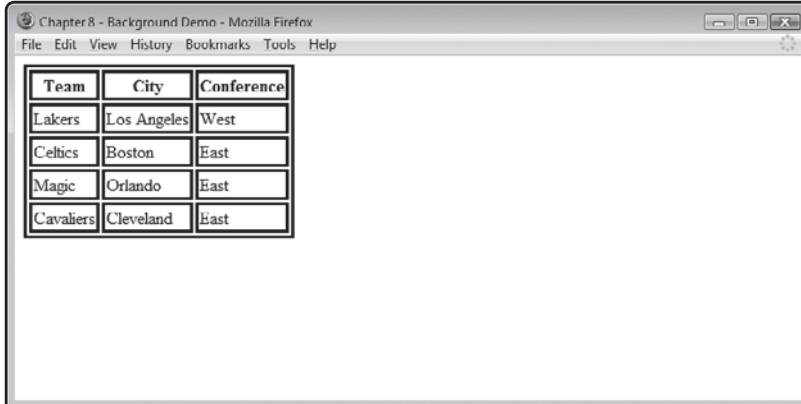 Chapter 8 - Background Demo - Mozilla Firefox
File Edit View History Bookmarks Tools Help
Team City Conference
Lakers Los Angeles West
Celtics Boston East
Magic Orlando East
Cavaliers Cleveland East